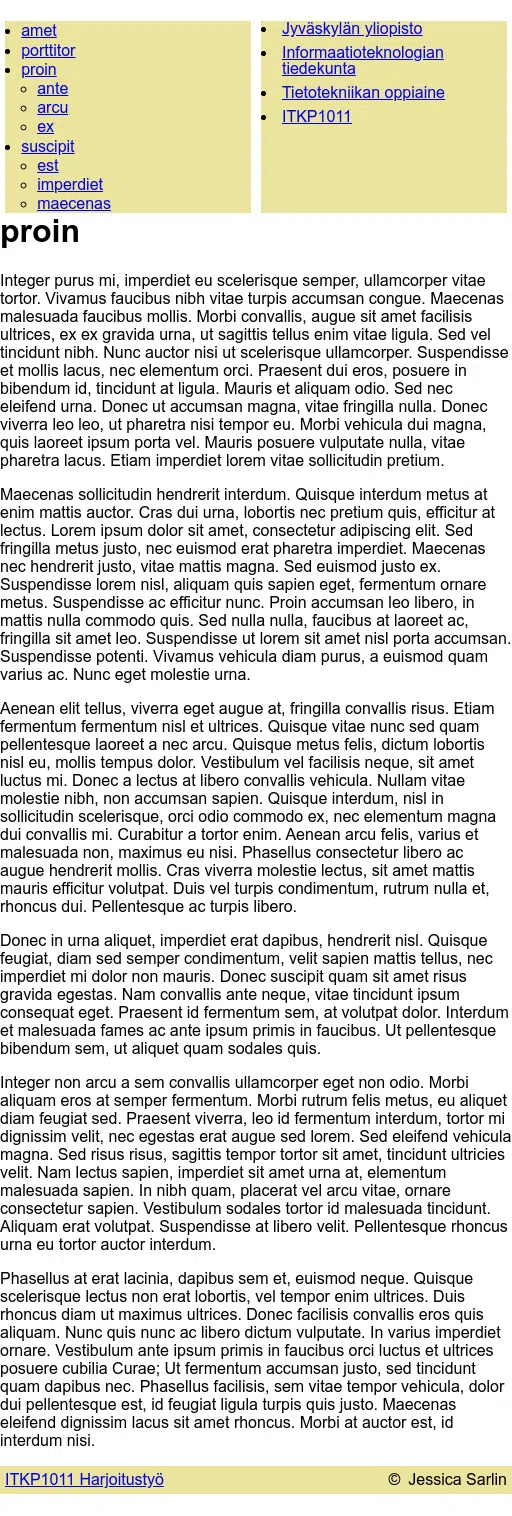 amet
porttitor
proin
ante
arcu
ex
suscipit
est
imperdiet
maecenas
Jyväskylän yliopisto
Informaatioteknologian
tiedekunta
Tietotekniikan oppiaine
ITKP1011
proin
Integer purus mi, imperdiet eu scelerisque semper, ullamcorper vitae
tortor. Vivamus faucibus nibh vitae turpis accumsan congue. Maecenas
malesuada faucibus mollis. Morbi convallis, augue sit amet facilisis
ultrices, ex ex gravida urna, ut sagittis tellus enim vitae ligula. Sed vel
tincidunt nibh. Nunc auctor nisi ut scelerisque ullamcorper. Suspendisse
et mollis lacus, nec elementum orci. Praesent dui eros, posuere in
bibendum id, tincidunt at ligula. Mauris et aliquam odio. Sed nec
eleifend urna. Donec ut accumsan magna, vitae fringilla nulla. Donec
viverra leo leo, ut pharetra nisi tempor eu. Morbi vehicula dui magna,
quis laoreet ipsum porta vel. Mauris posuere vulputate nulla, vitae
pharetra lacus. Etiam imperdiet lorem vitae sollicitudin pretium.
Maecenas sollicitudin hendrerit interdum. Quisque interdum metus at
enim mattis auctor. Cras dui urna, lobortis nec pretium quis, efficitur at
lectus. Lorem ipsum dolor sit amet, consectetur adipiscing elit. Sed
fringilla metus justo, nec euismod erat pharetra imperdiet. Maecenas
nec hendrerit justo, vitae mattis magna. Sed euismod justo ex.
Suspendisse lorem nisl, aliquam quis sapien eget, fermentum ornare
metus. Suspendisse ac efficitur nunc. Proin accumsan leo libero, in
mattis nulla commodo quis. Sed nulla nulla, faucibus at laoreet ac,
fringilla sit amet leo. Suspendisse ut lorem sit amet nisl porta accumsan.
Suspendisse potenti. Vivamus vehicula diam purus, a euismod quam
varius ac. Nunc eget molestie urna.
Aenean elit tellus, viverra eget augue at, fringilla convallis risus. Etiam
fermentum fermentum nisl et ultrices. Quisque vitae nunc sed quam
pellentesque laoreet a nec arcu. Quisque metus felis, dictum lobortis
nisl eu, mollis tempus dolor. Vestibulum vel facilisis neque, sit amet
luctus mi. Donec a lectus at libero convallis vehicula. Nullam vitae
molestie nibh, non accumsan sapien. Quisque interdum, nisl in
sollicitudin scelerisque, orci odio commodo ex, nec elementum magna
dui convallis mi. Curabitur a tortor enim. Aenean arcu felis, varius et
malesuada non, maximus eu nisi. Phasellus consectetur libero ac
augue hendrerit mollis. Cras viverra molestie lectus, sit amet mattis
mauris efficitur volutpat. Duis vel turpis condimentum, rutrum nulla et,
rhoncus dui. Pellentesque ac turpis libero.
Donec in urna aliquet, imperdiet erat dapibus, hendrerit nisl. Quisque
feugiat, diam sed semper condimentum, velit sapien mattis tellus, nec
imperdiet mi dolor non mauris. Donec suscipit quam sit amet risus
gravida egestas. Nam convallis ante neque, vitae tincidunt ipsum
consequat eget. Praesent id fermentum sem, at volutpat dolor. Interdum
et malesuada fames ac ante ipsum primis in faucibus. Ut pellentesque
bibendum sem, ut aliquet quam sodales quis.
Integer non arcu a sem convallis ullamcorper eget non odio. Morbi
aliquam eros at semper fermentum. Morbi rutrum felis metus, eu aliquet
diam feugiat sed. Praesent viverra, leo id fermentum interdum, tortor mi
dignissim velit, nec egestas erat augue sed lorem. Sed eleifend vehicula
magna. Sed risus risus, sagittis tempor tortor sit amet, tincidunt ultricies
velit. Nam lectus sapien, imperdiet sit amet urna at, elementum
malesuada sapien. In nibh quam, placerat vel arcu vitae, ornare
consectetur sapien. Vestibulum sodales tortor id malesuada tincidunt.
Aliquam erat volutpat. Suspendisse at libero velit. Pellentesque rhoncus
urna eu tortor auctor interdum.
Phasellus at erat lacinia, dapibus sem et, euismod neque. Quisque
scelerisque lectus non erat lobortis, vel tempor enim ultrices. Duis
rhoncus diam ut maximus ultrices. Donec facilisis convallis eros quis
aliquam. Nunc quis nunc ac libero dictum vulputate. In varius imperdiet
ornare. Vestibulum ante ipsum primis in faucibus orci luctus et ultrices
posuere cubilia Curae; Ut fermentum accumsan justo, sed tincidunt
quam dapibus nec. Phasellus facilisis, sem vitae tempor vehicula, dolor
dui pellentesque est, id feugiat ligula turpis quis justo. Maecenas
eleifend dignissim lacus sit amet rhoncus. Morbi at auctor est, id
interdum nisi.
ITKP1011 Harjoitustyö
© Jessica Sarlin